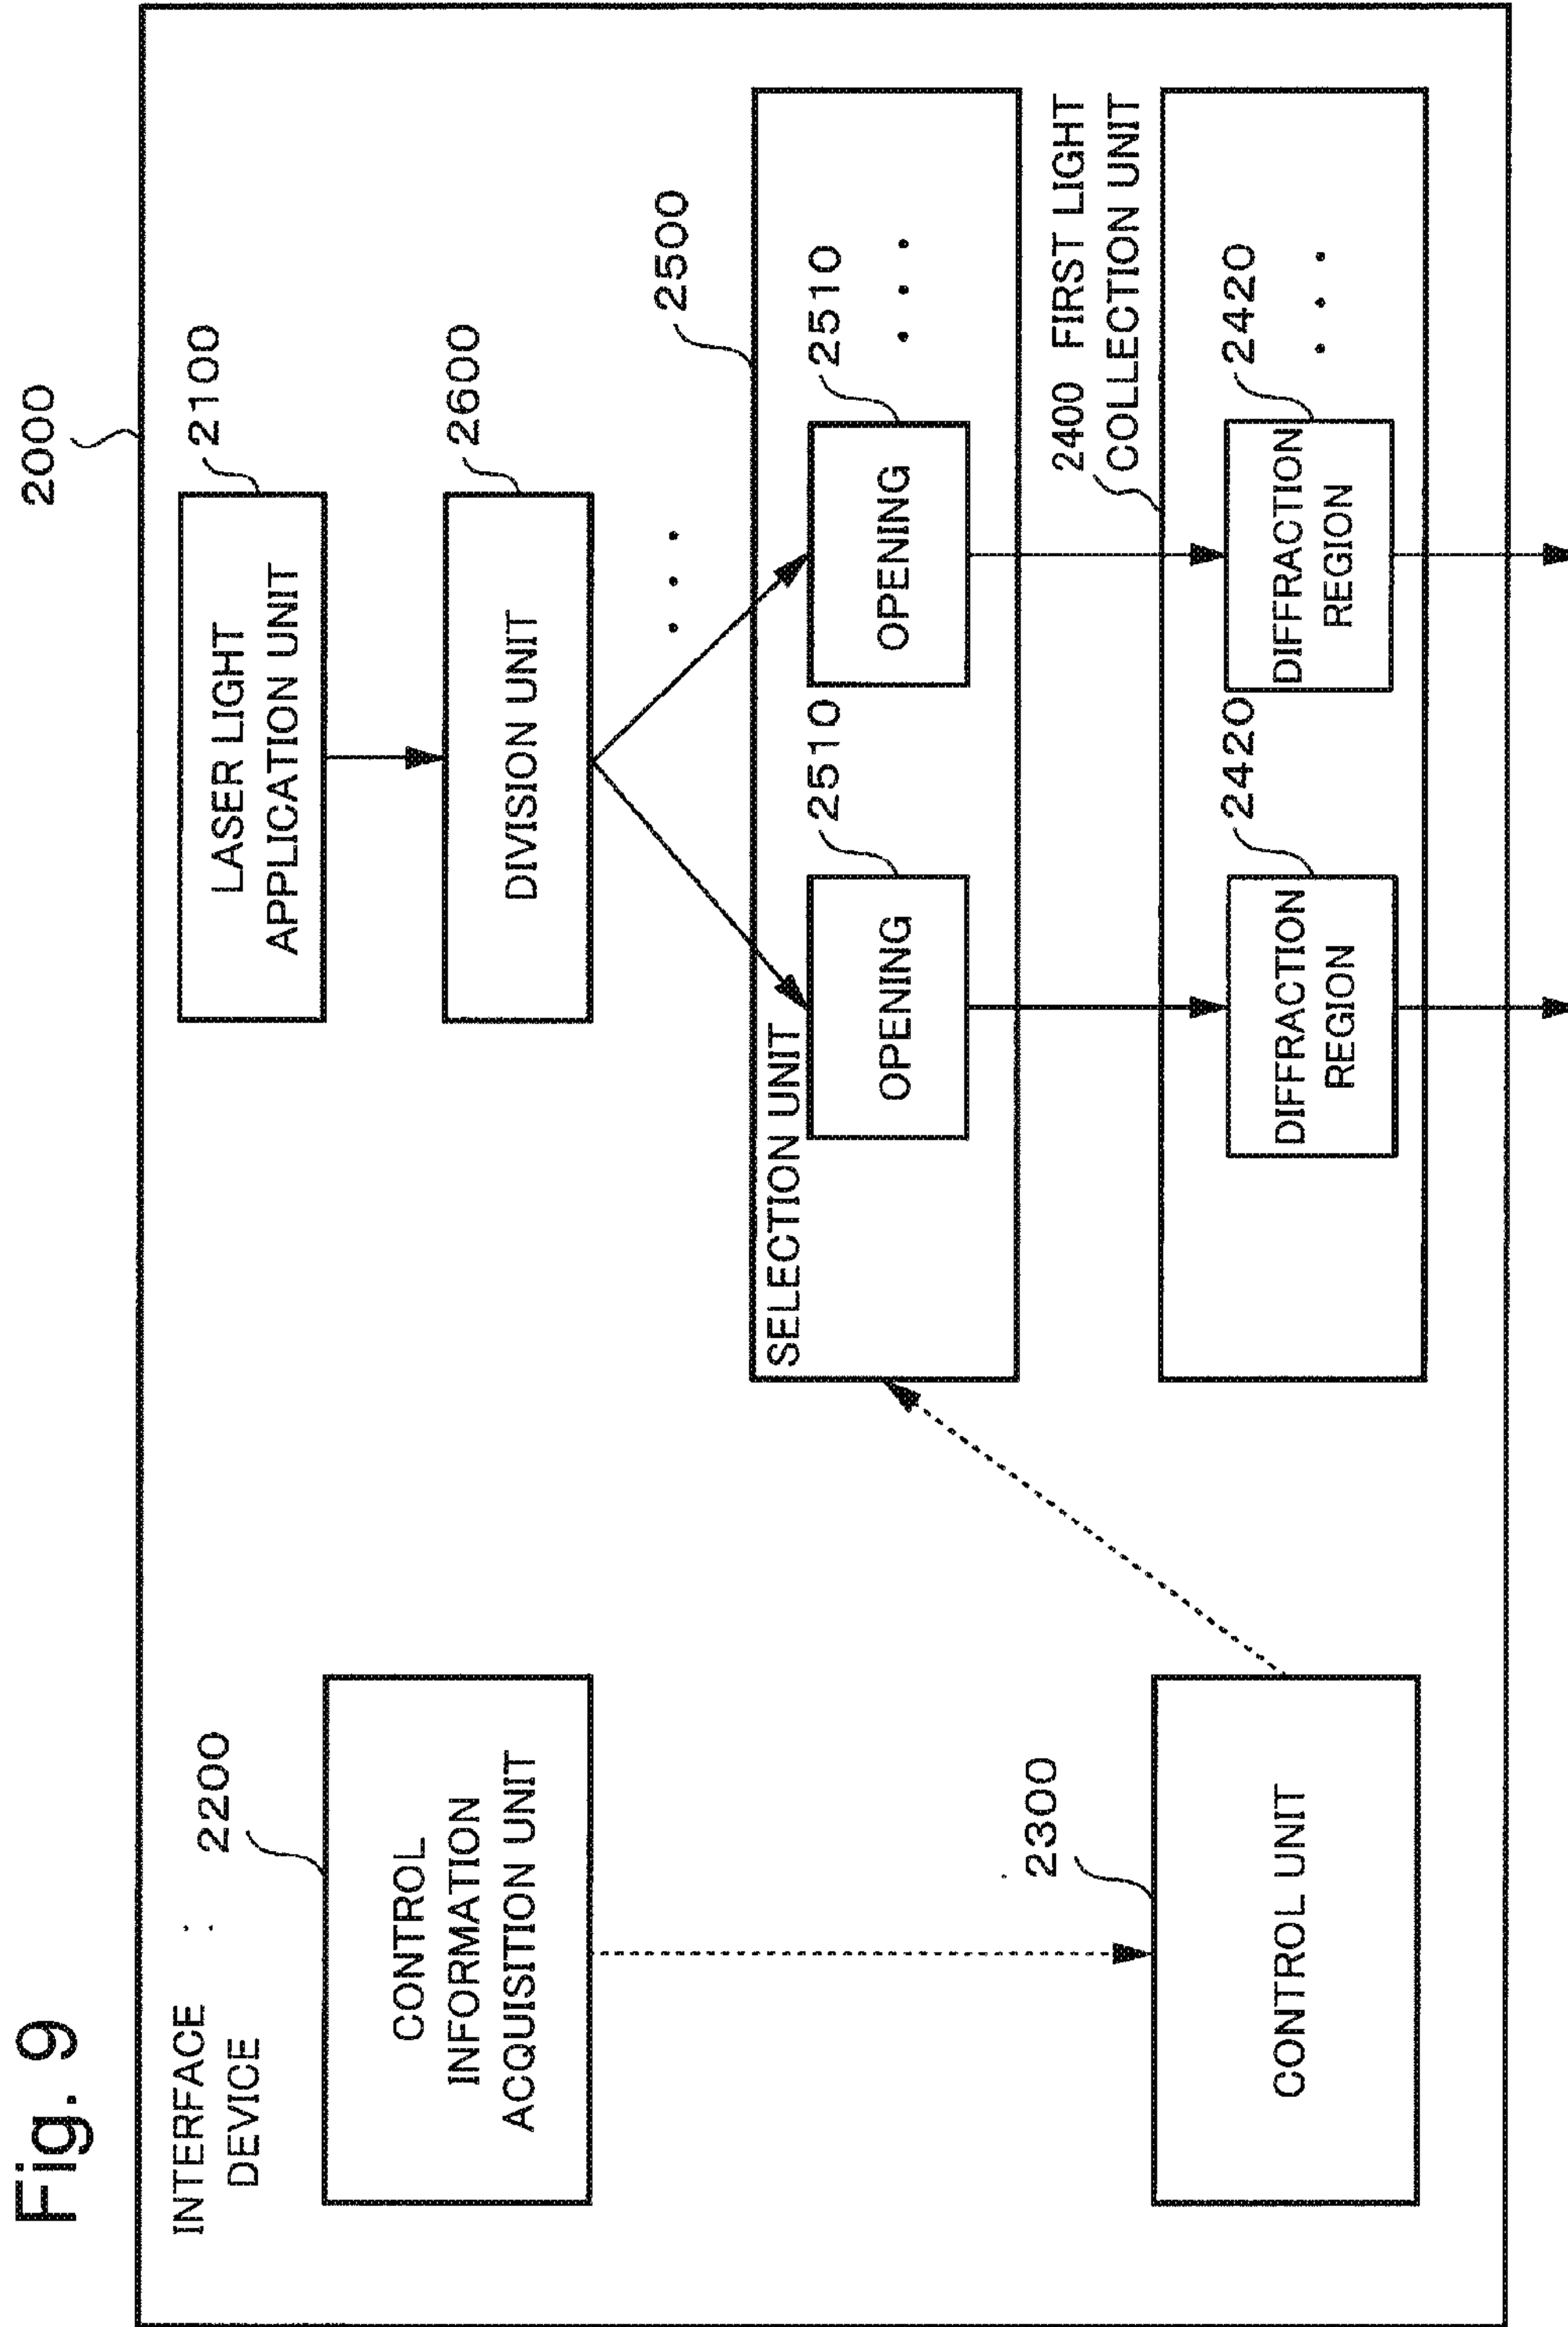 Fig. 9
2000
INTERFACE
DEVICE
2200
CONTROL
INFORMATION
ACQUISITION UNIT
2300
CONTROL UNIT
2100
LASER LIGHT
APPLICATION UNIT
2600
DIVISION UNIT
• • •
2500
SELECTION UNIT
2510
OPENING
2510
OPENING
• • •
2400 FIRST LIGHT
COLLECTION UNIT
2420
DIFFRACTION
REGION
2420
DIFFRACTION
REGION
• • •